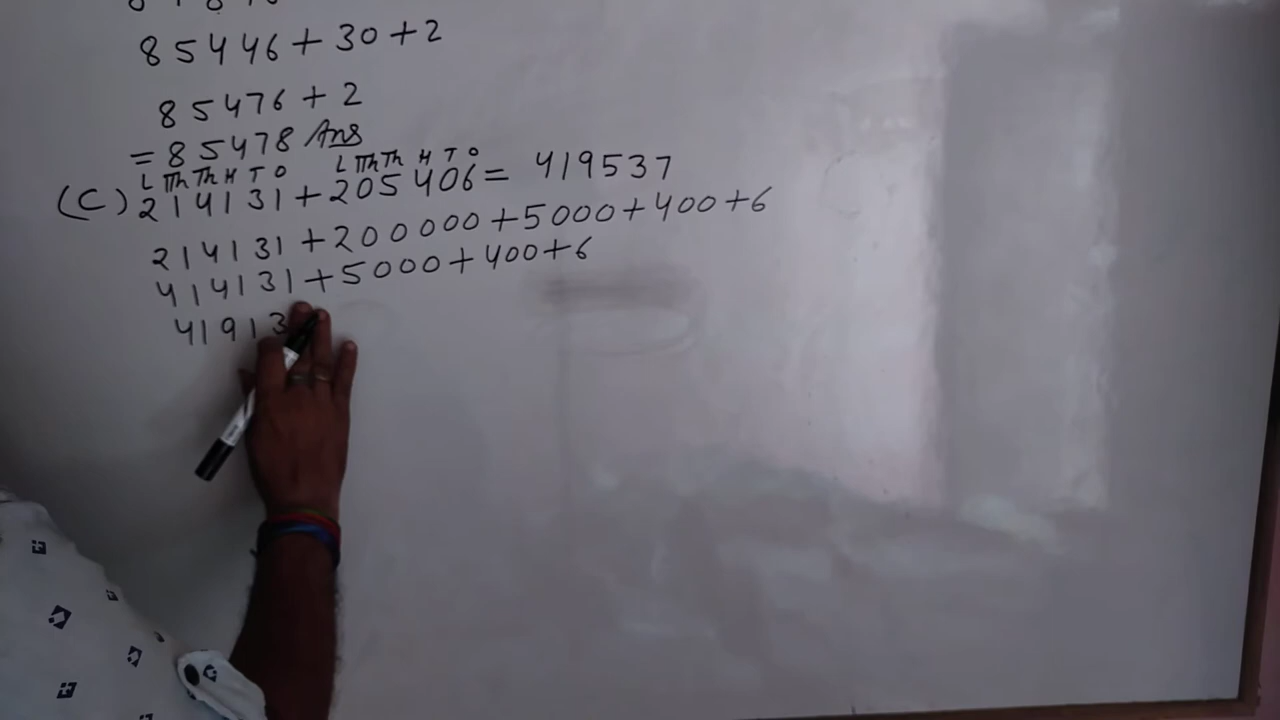 85446+30+2
85476+2
=85478 Ans
L TTh Th H T O L TTh Th H T O
(C) 214131+205406= 419537
214131+200000+5000+400+6
414131+5000+400+6
41913